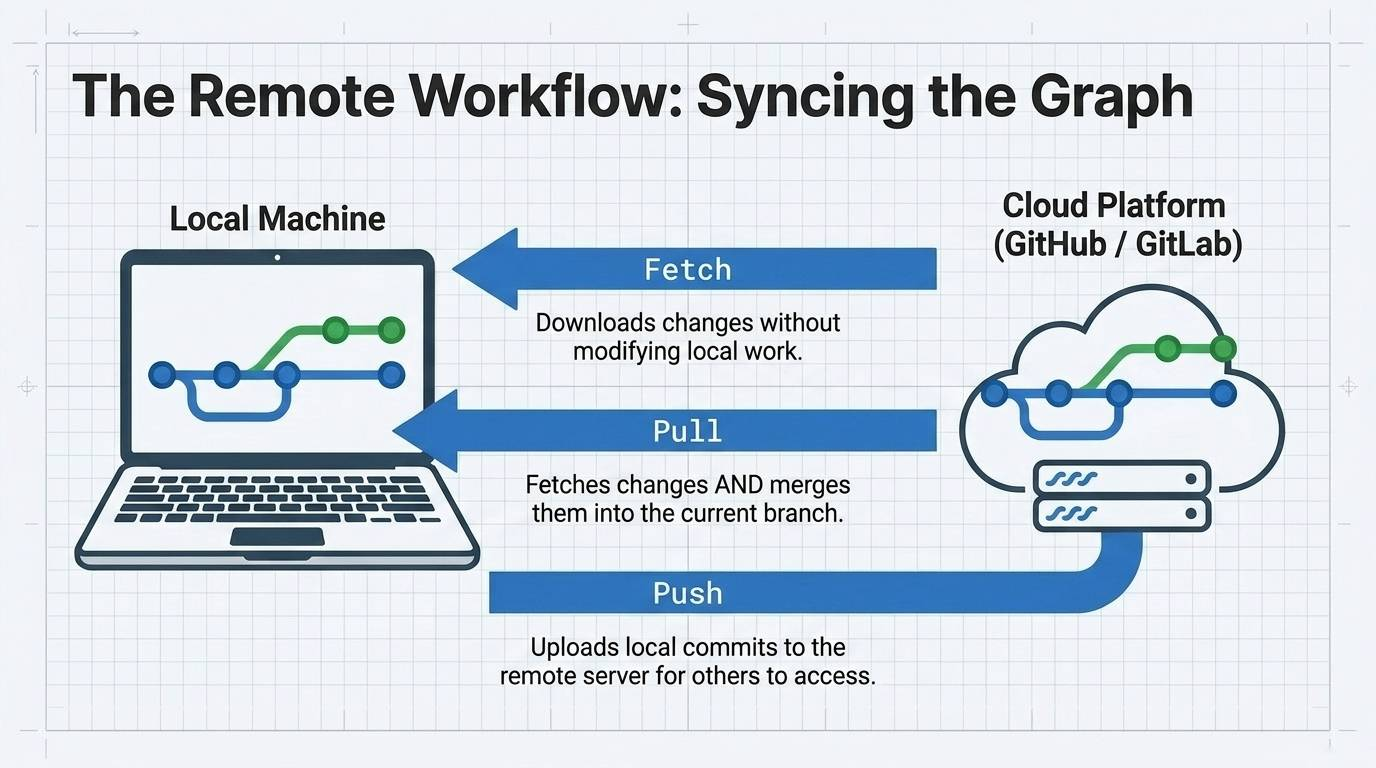 The Remote Workflow: Syncing the Graph
Local Machine
Cloud Platform
(GitHub / GitLab)
Fetch
Downloads changes without
modifying local work.
Pull
Fetches changes AND merges
them into the current branch.
Push
Uploads local commits to the
remote server for others to access.